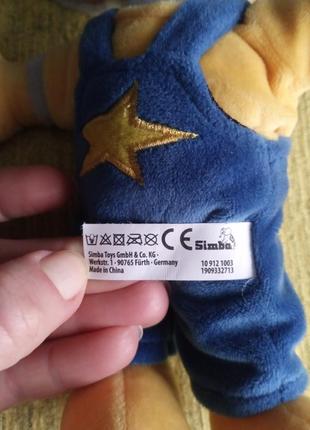 CE Simba
Simba Toys GmbH & Co. KG ·
Werkstr. 1 · 90765 Fürth · Germany 10 912 1003
Made in China 1909332713